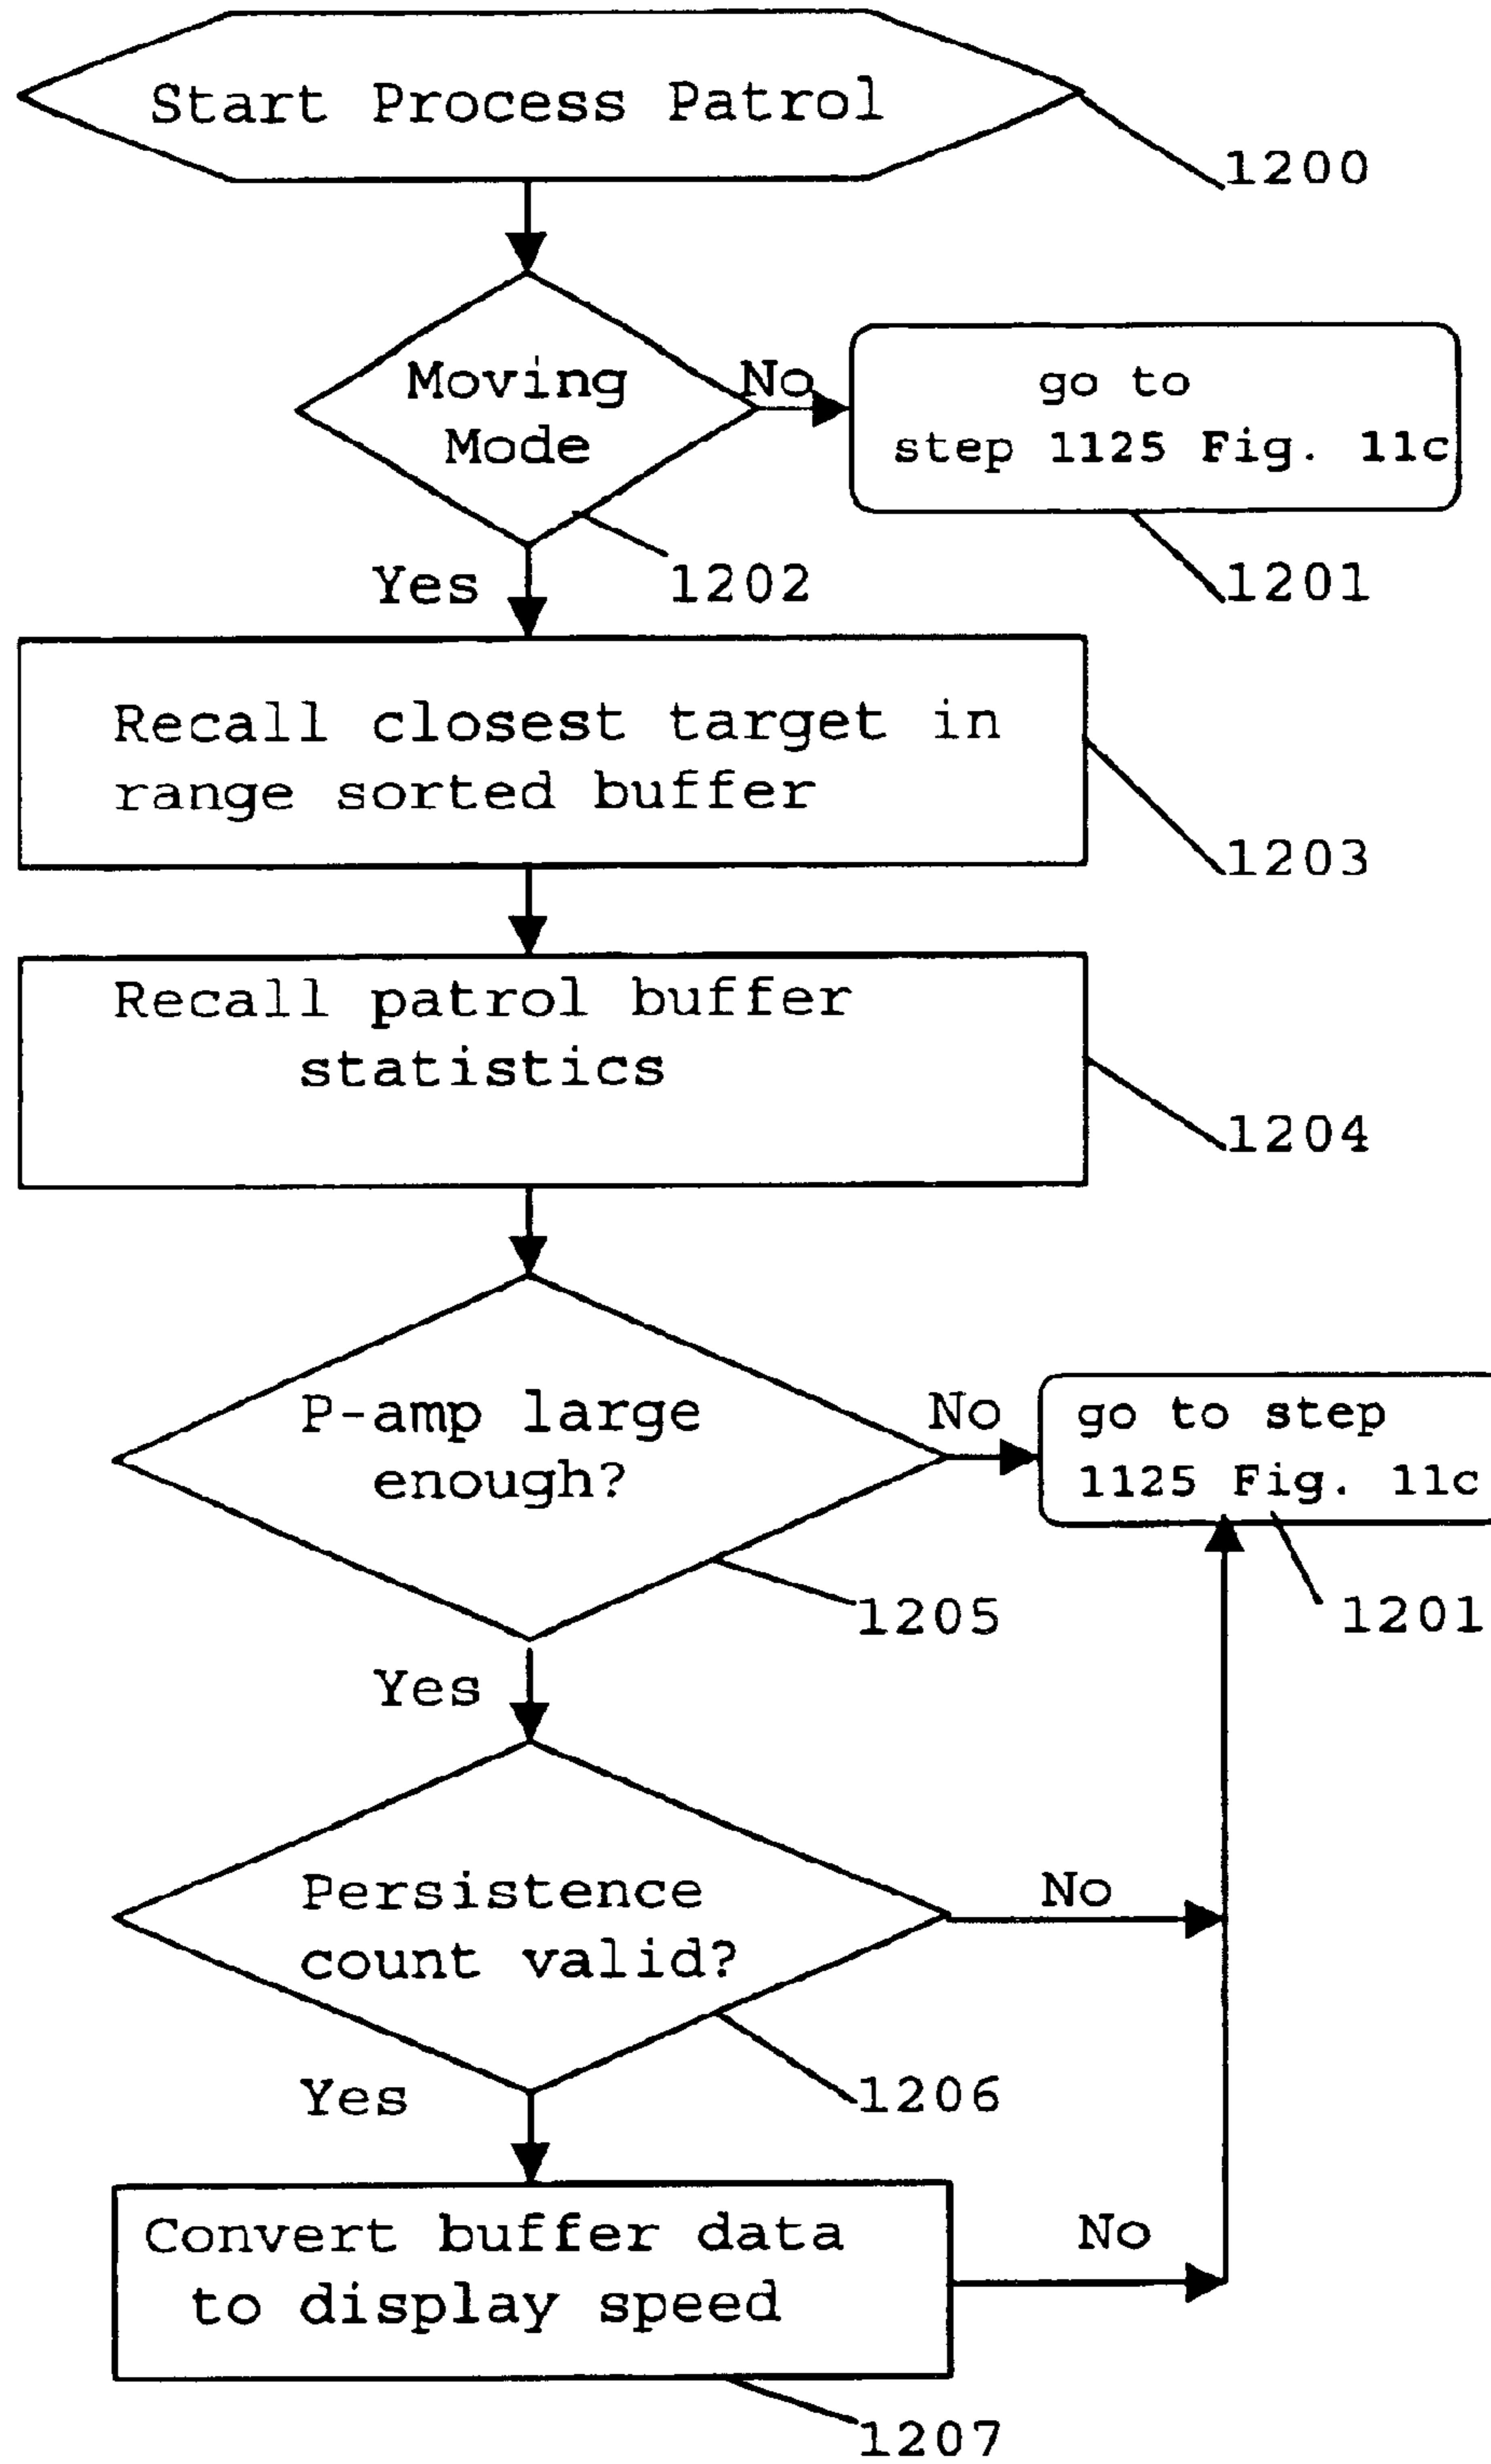 Start Process Patrol
1200
Moving
Mode
No
go to
step 1125 Fig. 11c
1201
Yes
1202
Recall closest target in
range sorted buffer
1203
Recall patrol buffer
statistics
1204
P-amp large
enough?
No
go to step
1125 Fig. 11c
1205
1201
Yes
Persistence
count valid?
No
1206
Yes
Convert buffer data
to display speed
No
1207